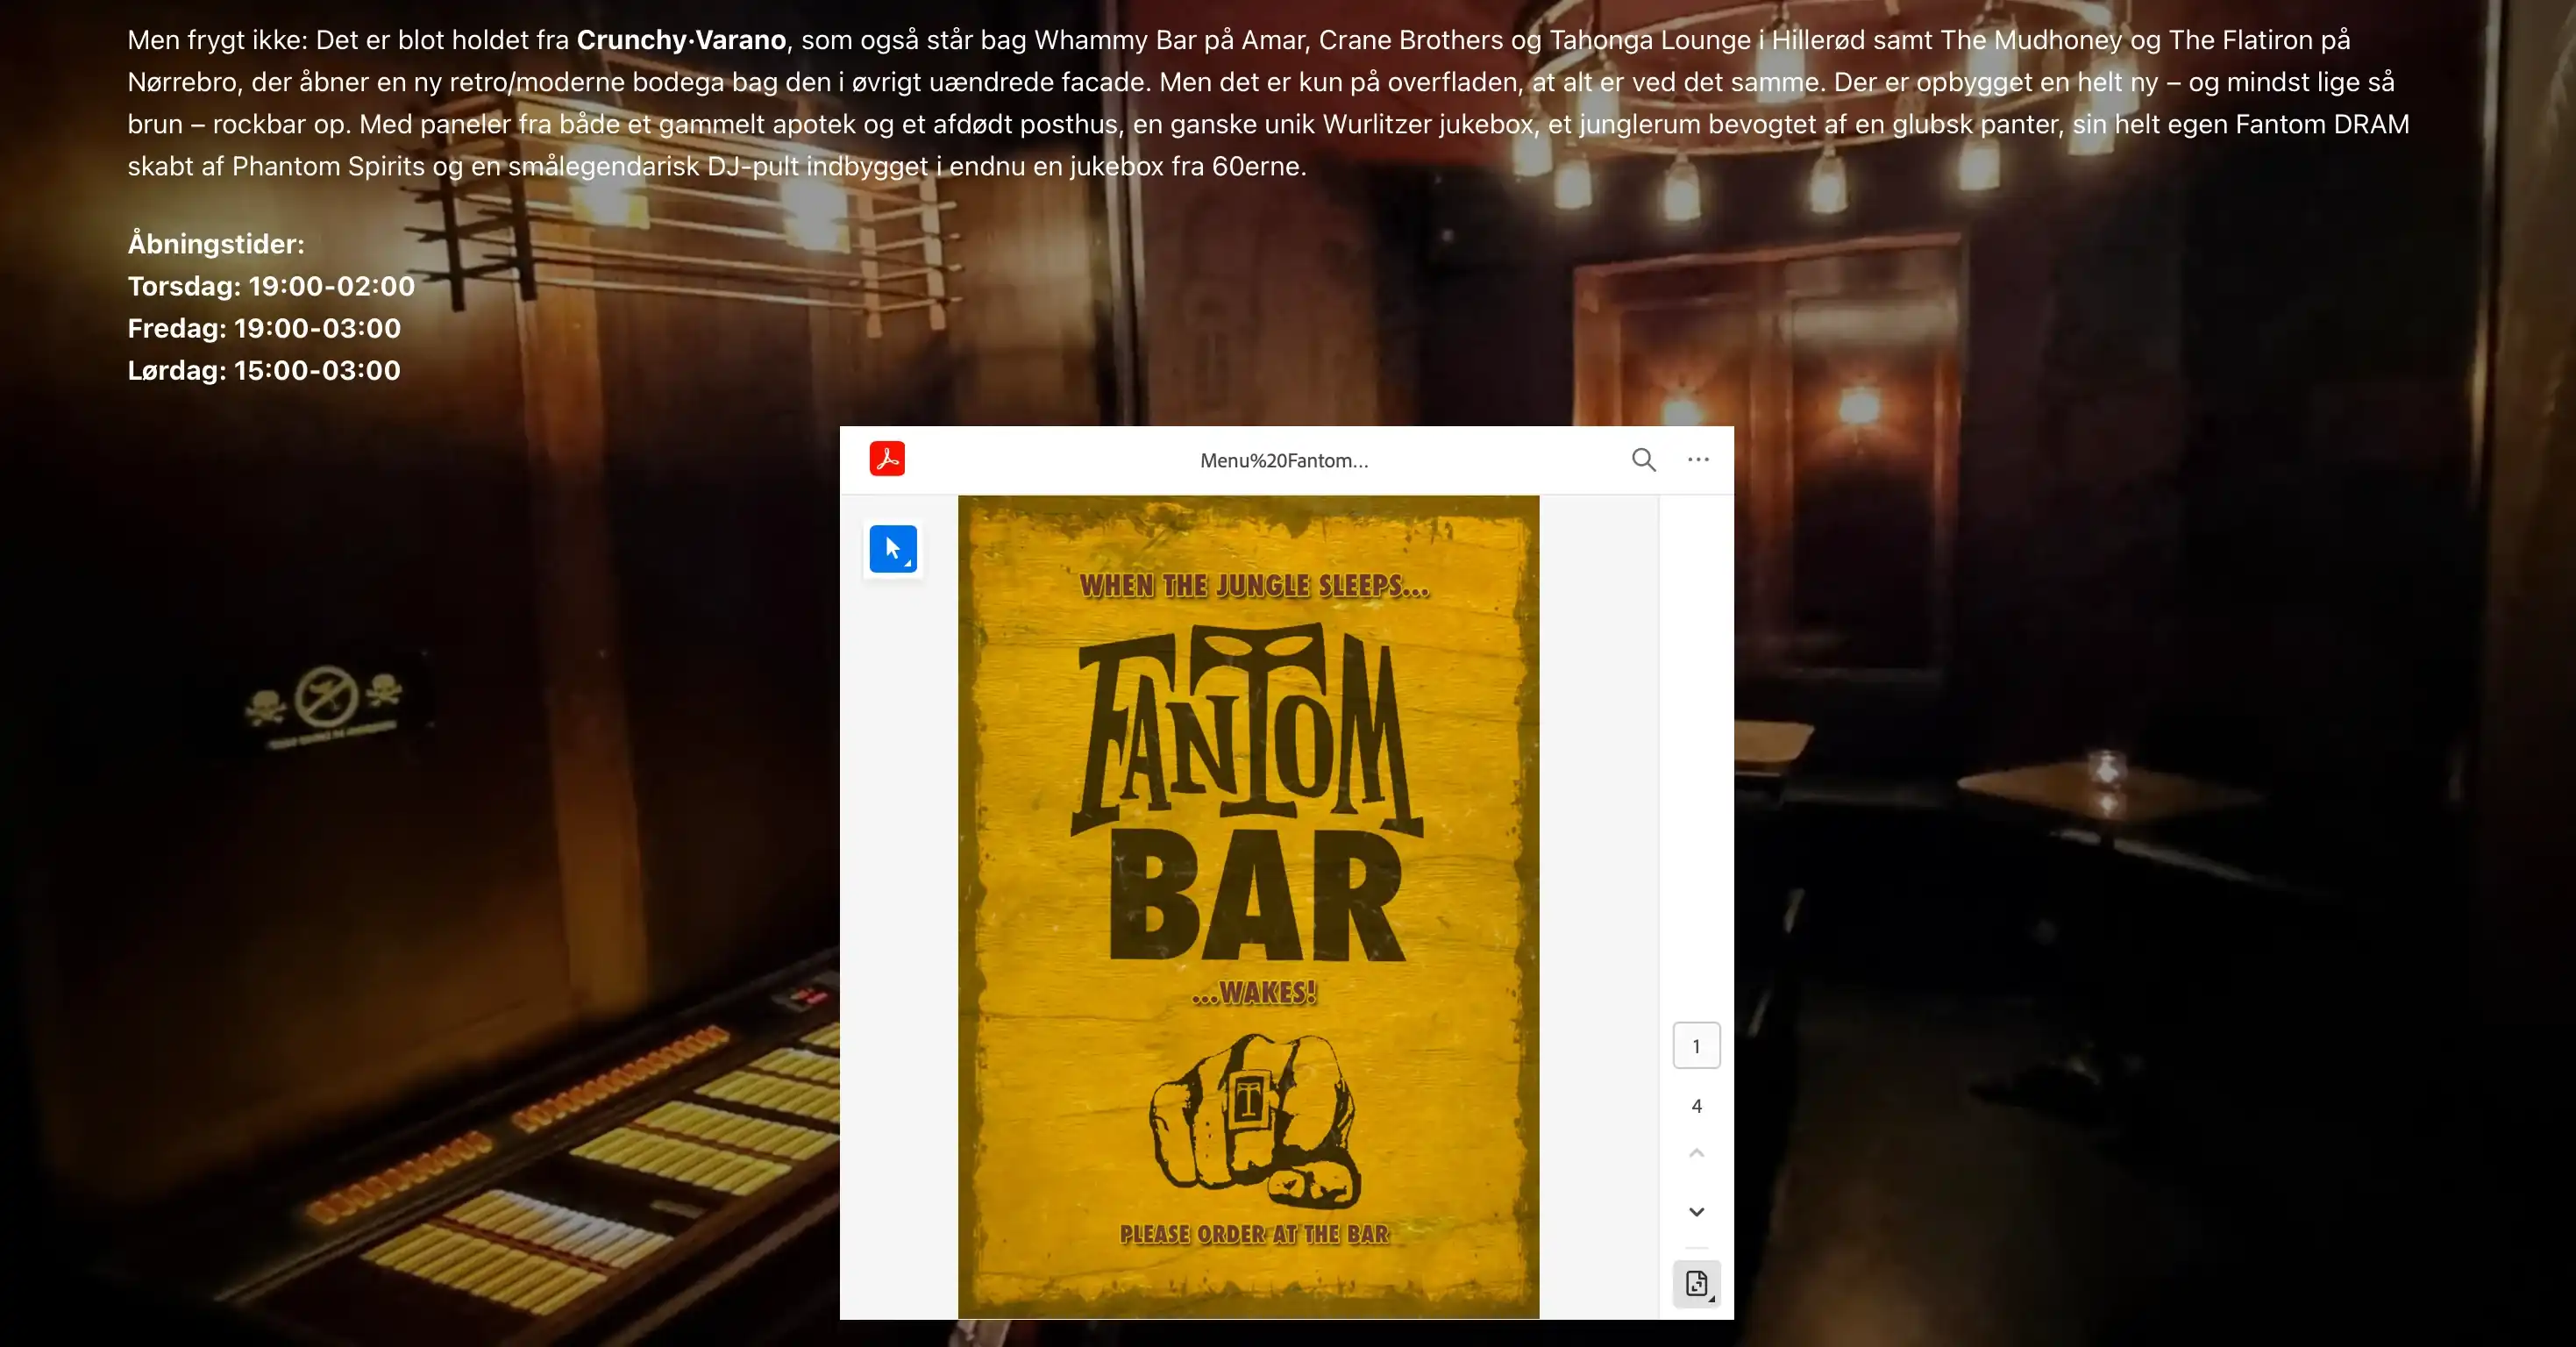 Men frygt ikke: Det er blot holdet fra Crunchy·Varano, som også står bag Whammy Bar på Amar, Crane Brothers og Tahonga Lounge i Hillerød samt The Mudhoney og The Flatiron på
Nørrebro, der åbner en ny retro/moderne bodega bag den i øvrigt uændrede facade. Men det er kun på overfladen, at alt er ved det samme. Der er opbygget en helt ny – og mindst lige så
brun – rockbar op. Med paneler fra både et gammelt apotek og et afdødt posthus, en ganske unik Wurlitzer jukebox, et junglerum bevogtet af en glubsk panter, sin helt egen Fantom DRAM
skabt af Phantom Spirits og en smålegendarisk DJ-pult indbygget i endnu en jukebox fra 60erne.
Åbningstider:
Torsdag: 19:00-02:00
Fredag: 19:00-03:00
Lørdag: 15:00-03:00
Menu%20Fantom...
WHEN THE JUNGLE SLEEPS...
FANTOM
BAR
...WAKES!
T
PLEASE ORDER AT THE BAR
1
4